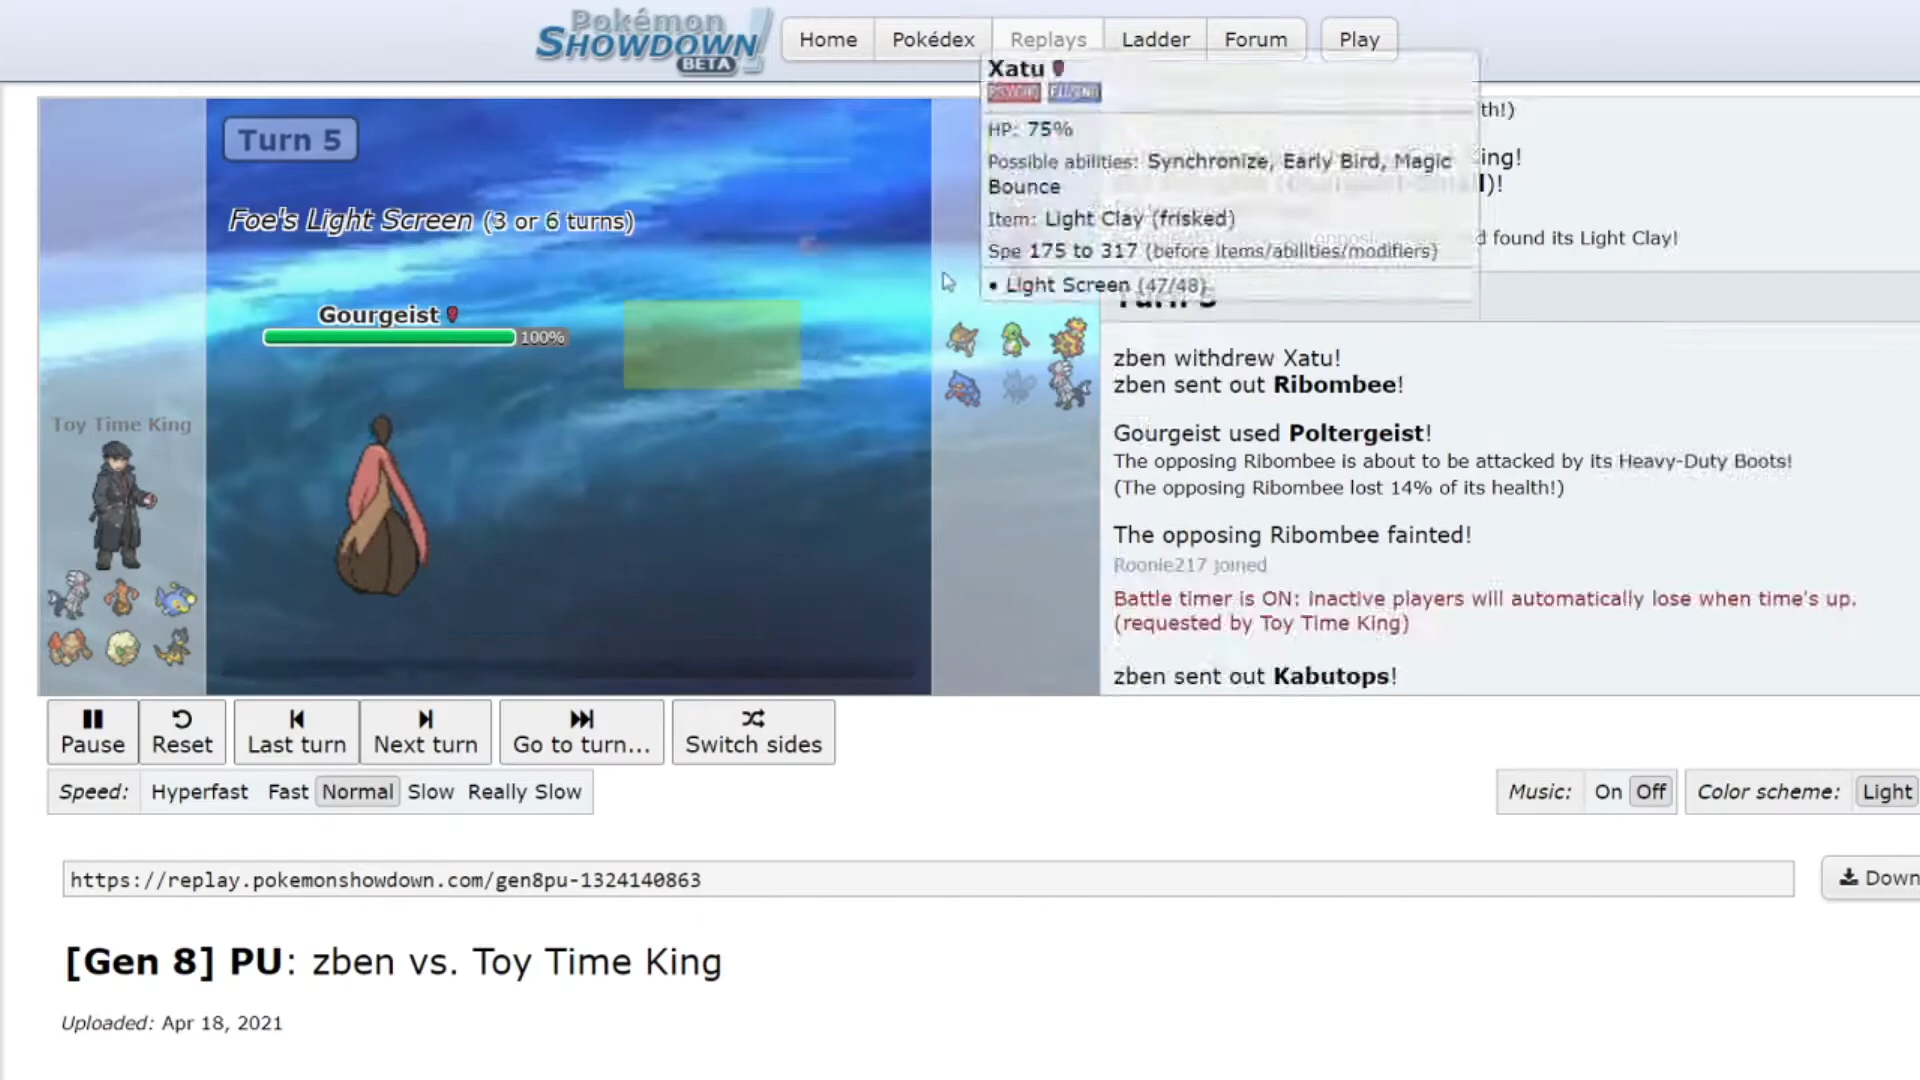 Pokémon
SHOWDOWN
BETA
Home
Pokédex
Replays
Ladder
Forum
Play
Xatu
PSYCHIC FLYING
HP: 75%
Possible abilities: Synchronize, Early Bird, Magic
Bounce
Item: Light Clay (frisked)
Spe 175 to 317 (before items/abilities/modifiers)
• Light Screen (47/48)
th!)
ing!
l)!
d found its Light Clay!
Turn 5
Foe's Light Screen (3 or 6 turns)
Gourgeist
100%
Toy Time King
Turn 5
zben withdrew Xatu!
zben sent out Ribombee!
Gourgeist used Poltergeist!
The opposing Ribombee is about to be attacked by its Heavy-Duty Boots!
(The opposing Ribombee lost 14% of its health!)
The opposing Ribombee fainted!
Roonie217 joined
Battle timer is ON: inactive players will automatically lose when time's up.
(requested by Toy Time King)
zben sent out Kabutops!
Pause
Reset
Last turn
Next turn
Go to turn...
Switch sides
Speed: Hyperfast Fast Normal Slow Really Slow
Music: On Off
Color scheme: Light
https://replay.pokemonshowdown.com/gen8pu-1324140863
Down
[Gen 8] PU: zben vs. Toy Time King
Uploaded: Apr 18, 2021